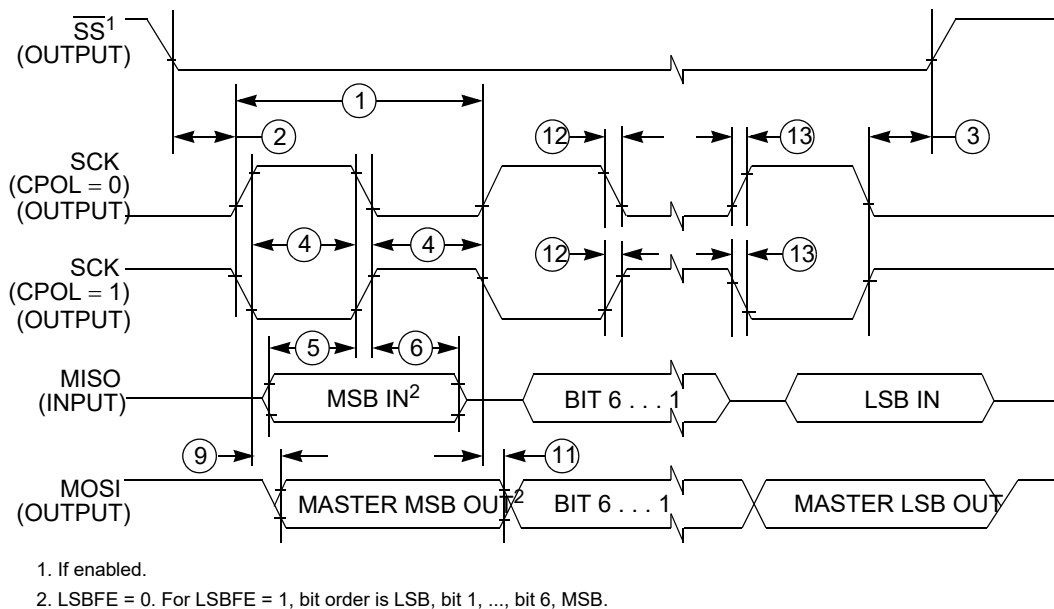 SS¹
(OUTPUT)
1
2
12
13
3
SCK
(CPOL = 0)
(OUTPUT)
4
4
12
13
SCK
(CPOL = 1)
(OUTPUT)
5
6
MISO
(INPUT)
MSB IN²
BIT 6 . . . 1
LSB IN
9
11
MOSI
(OUTPUT)
MASTER MSB OUT²
BIT 6 . . . 1
MASTER LSB OUT
1. If enabled.
2. LSBFE = 0. For LSBFE = 1, bit order is LSB, bit 1, ..., bit 6, MSB.